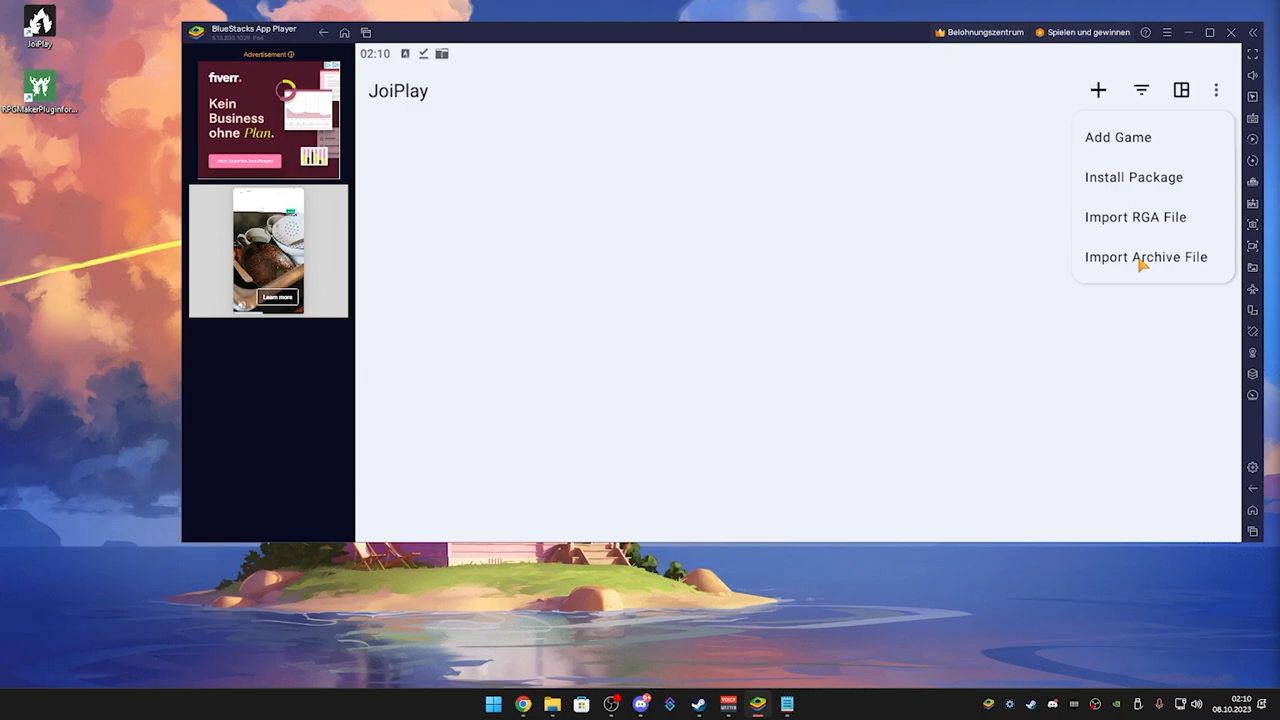 JoiPlay
RPGMakerPluginfor...
BlueStacks App Player
Belohnungszentrum
Spielen und gewinnen
Advertisement
fiverr.
Kein
Business
ohne Plan.
Learn more
02:10
JoiPlay
Add Game
Install Package
Import RGA File
Import Archive File
02:10
08.10.2023